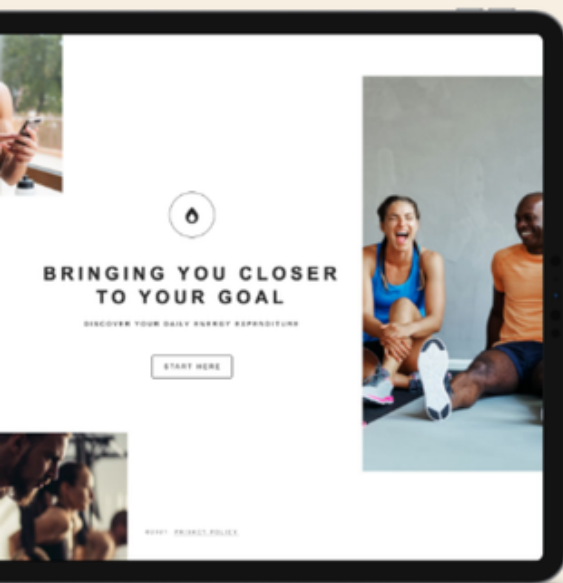 BRINGING YOU CLOSER
TO YOUR GOAL
DISCOVER YOUR DAILY ENERGY EXPENDITURE
START HERE
PRIVACY POLICY